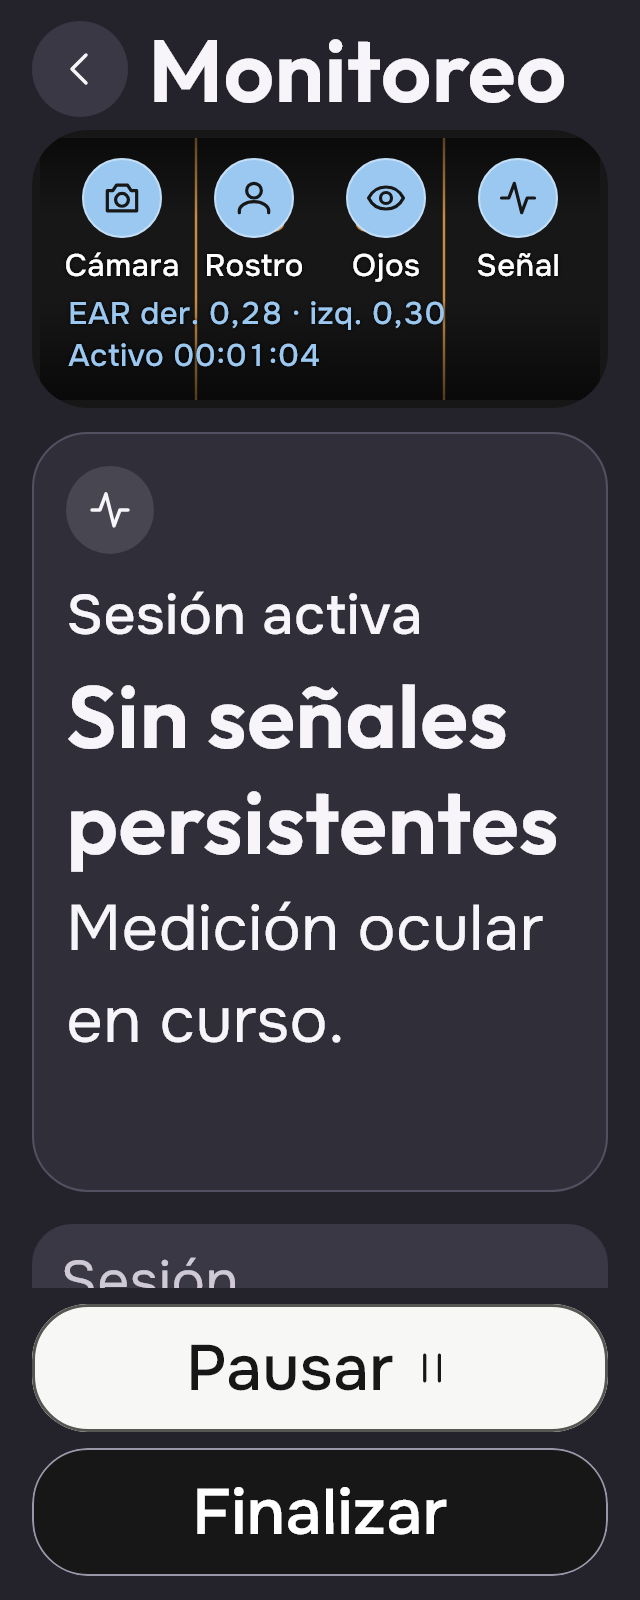 Monitoreo
Cámara Rostro Ojos Señal
EAR der. 0,28 · izq. 0,30
Activo 00:01:04
Sesión activa
Sin señales
persistentes
Medición ocular
en curso.
Sesión
Pausar
Finalizar